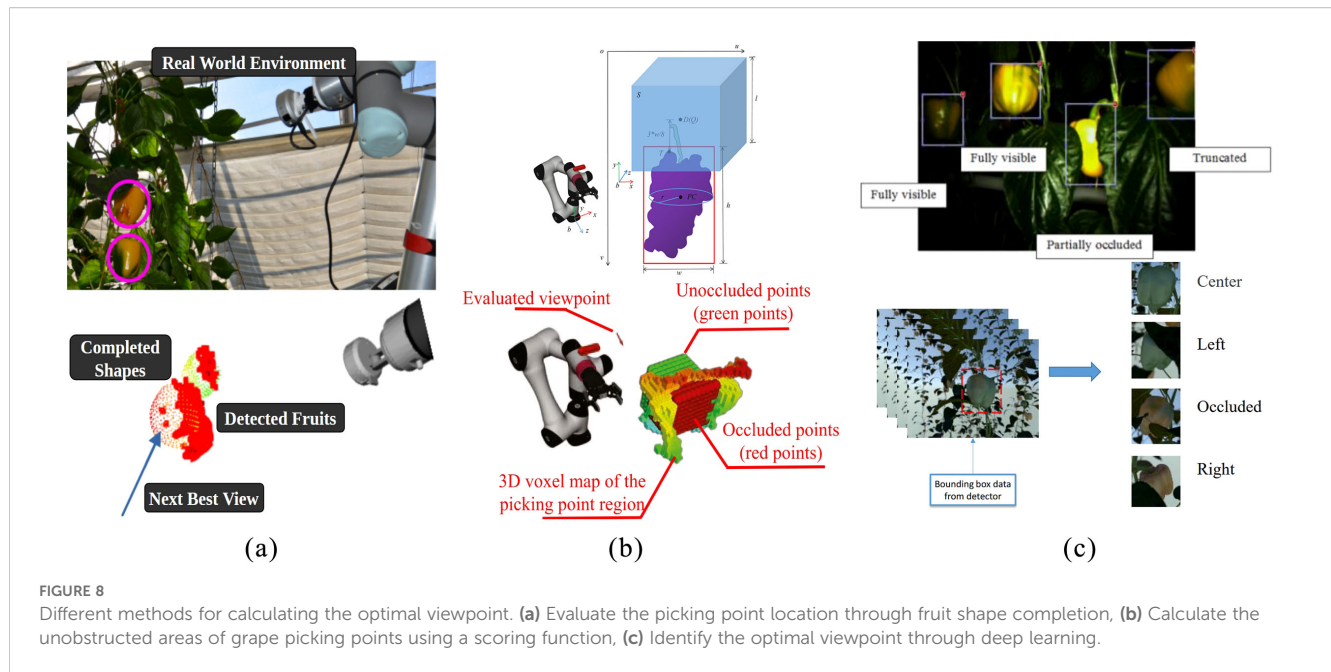 Real World Environment
Completed
Shapes
Detected Fruits
Next Best View
(a)
o
u
S
l
D(Q)
y
z
b
x
PC
r
h
y
x
b
z
v
w
Evaluated viewpoint
Unoccluded points
(green points)
Occluded points
(red points)
3D voxel map of the
picking point region
(b)
Fully visible
Truncated
Fully visible
Partially occluded
Center
Left
Occluded
Right
Bounding box data
from detector
(c)
FIGURE 8
Different methods for calculating the optimal viewpoint. (a) Evaluate the picking point location through fruit shape completion, (b) Calculate the
unobstructed areas of grape picking points using a scoring function, (c) Identify the optimal viewpoint through deep learning.